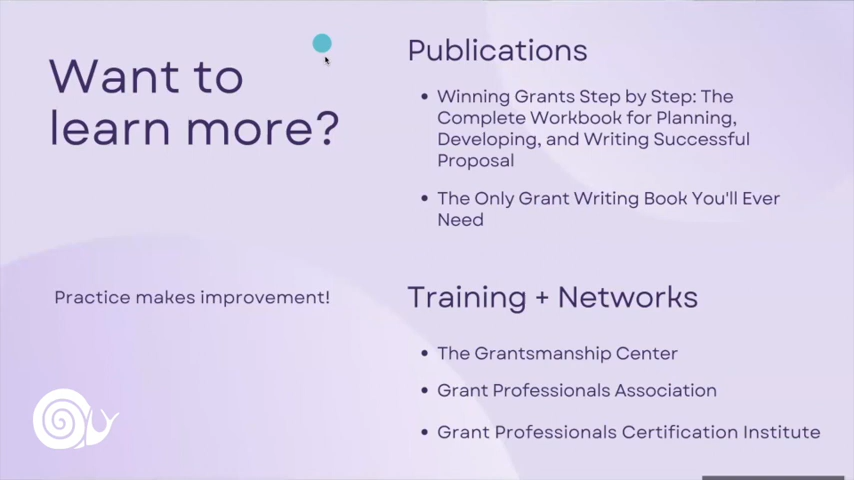 Want to
learn more?
Practice makes improvement!
Publications
• Winning Grants Step by Step: The
Complete Workbook for Planning,
Developing, and Writing Successful
Proposal
• The Only Grant Writing Book You'll Ever
Need
Training + Networks
• The Grantsmanship Center
• Grant Professionals Association
• Grant Professionals Certification Institute